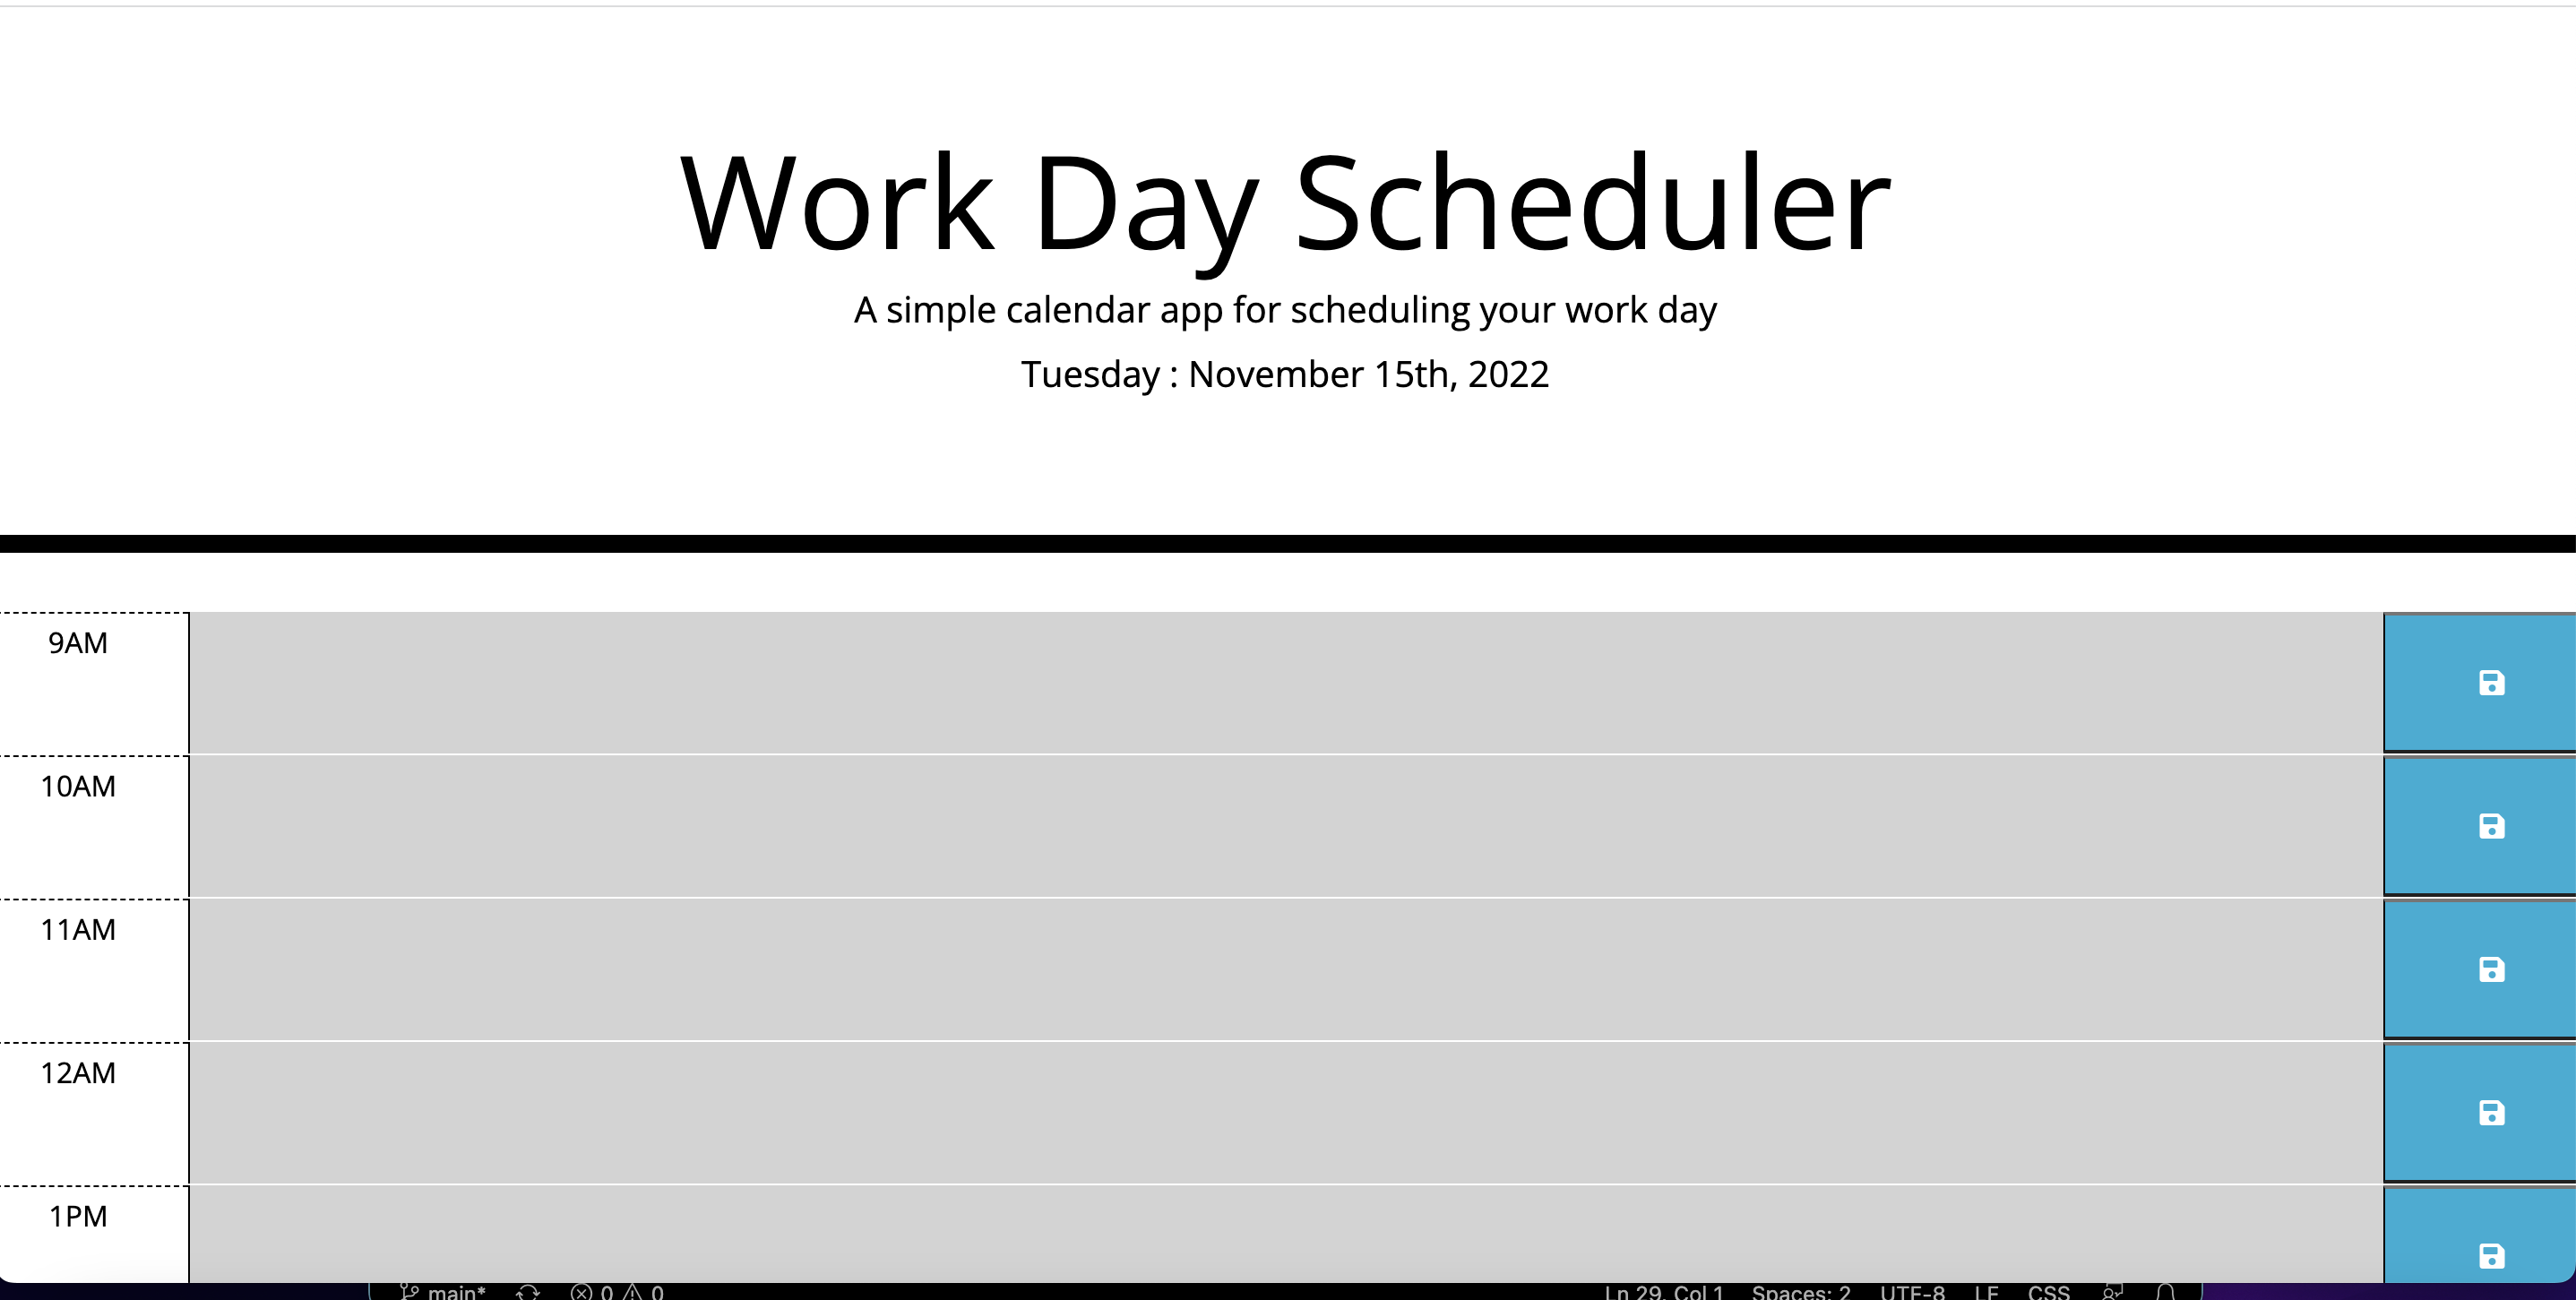 Work Day Scheduler
A simple calendar app for scheduling your work day
Tuesday : November 15th, 2022
9AM
10AM
11AM
12AM
1PM
main* 0 0 Ln 29, Col 1 Spaces: 2 UTF-8 LF CSS